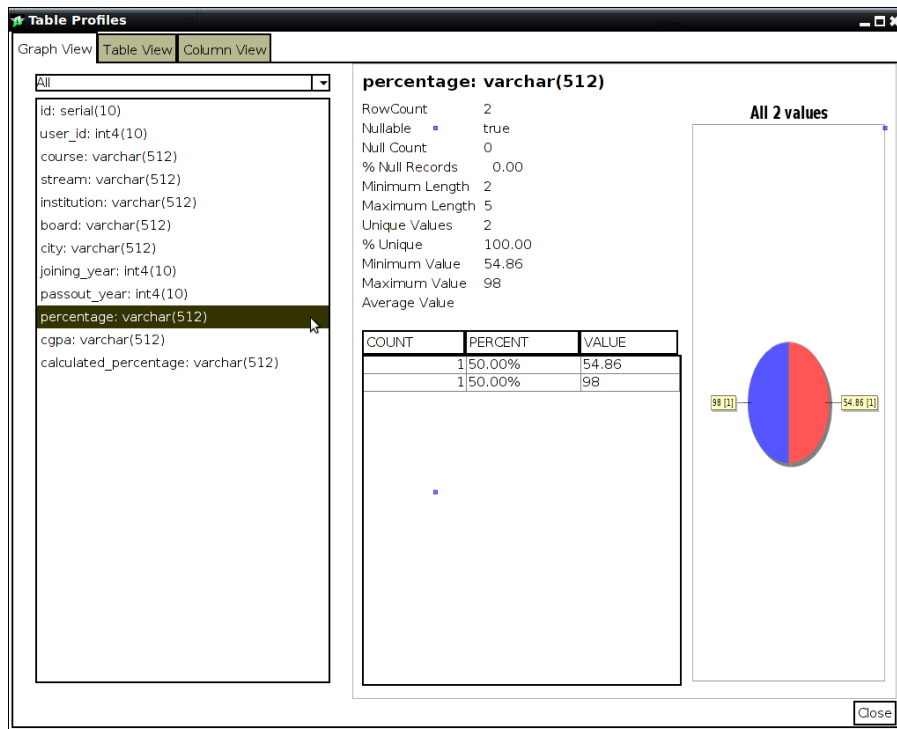 Table Profiles
Graph View Table View Column View
All
id: serial(10)
user_id: int4(10)
course: varchar(512)
stream: varchar(512)
institution: varchar(512)
board: varchar(512)
city: varchar(512)
joining_year: int4(10)
passout_year: int4(10)
percentage: varchar(512)
cgpa: varchar(512)
calculated_percentage: varchar(512)
percentage: varchar(512)
RowCount 2
Nullable true
Null Count 0
% Null Records 0.00
Minimum Length 2
Maximum Length 5
Unique Values 2
% Unique 100.00
Minimum Value 54.86
Maximum Value 98
Average Value
COUNT PERCENT VALUE
1 50.00% 54.86
1 50.00% 98
All 2 values
98 [1] 54.86 [1]
Close